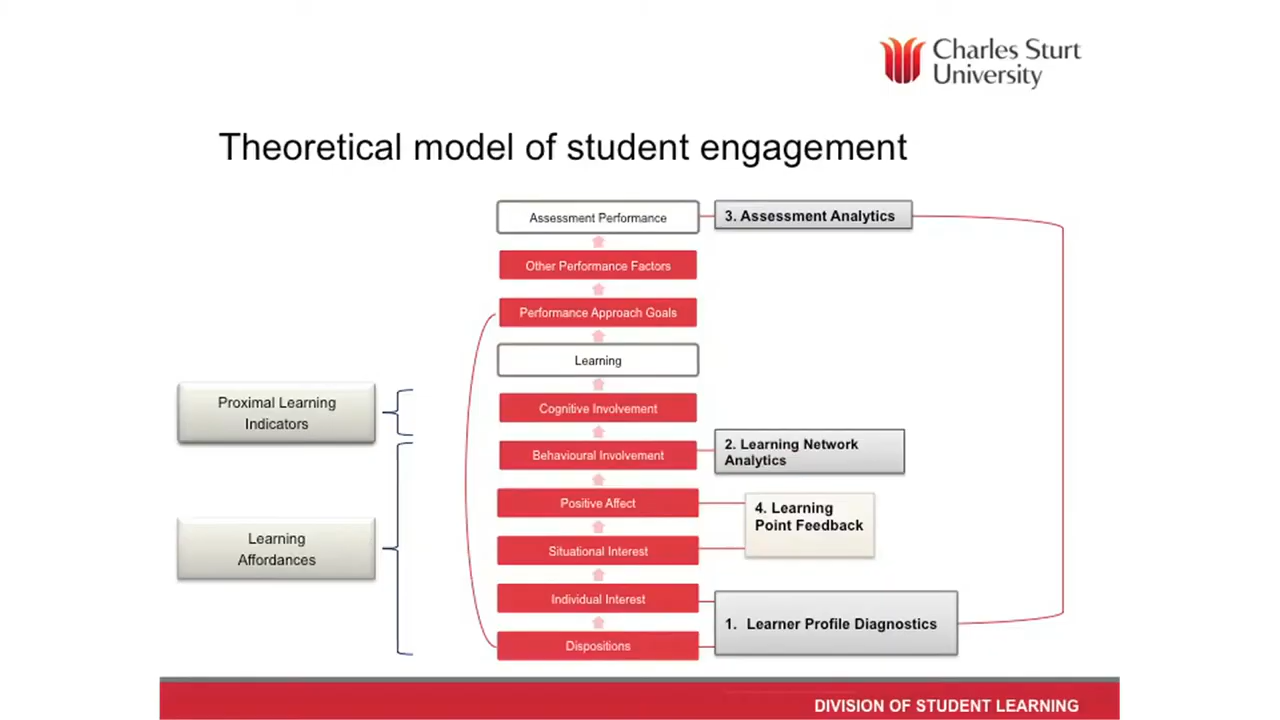 Charles Sturt
University
Theoretical model of student engagement
Assessment Performance
3. Assessment Analytics
Other Performance Factors
Performance Approach Goals
Learning
Proximal Learning
Indicators
Cognitive Involvement
Behavioural Involvement
2. Learning Network
Analytics
Positive Affect
4. Learning
Point Feedback
Learning
Affordances
Situational Interest
Individual Interest
1. Learner Profile Diagnostics
Dispositions
DIVISION OF STUDENT LEARNING